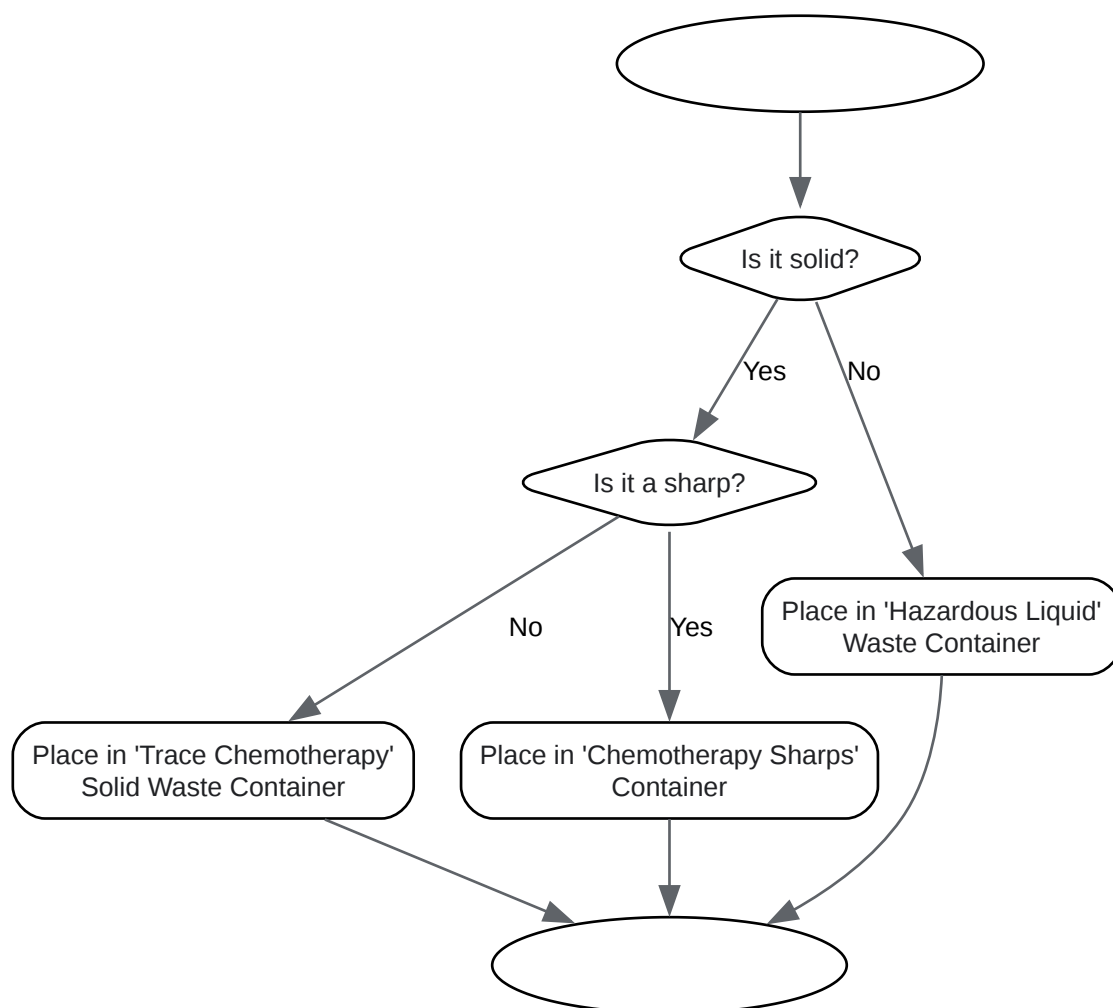 Is it solid?
Yes
No
Is it a sharp?
Place in 'Hazardous Liquid'
Waste Container
No
Yes
Place in 'Trace Chemotherapy'
Solid Waste Container
Place in 'Chemotherapy Sharps'
Container